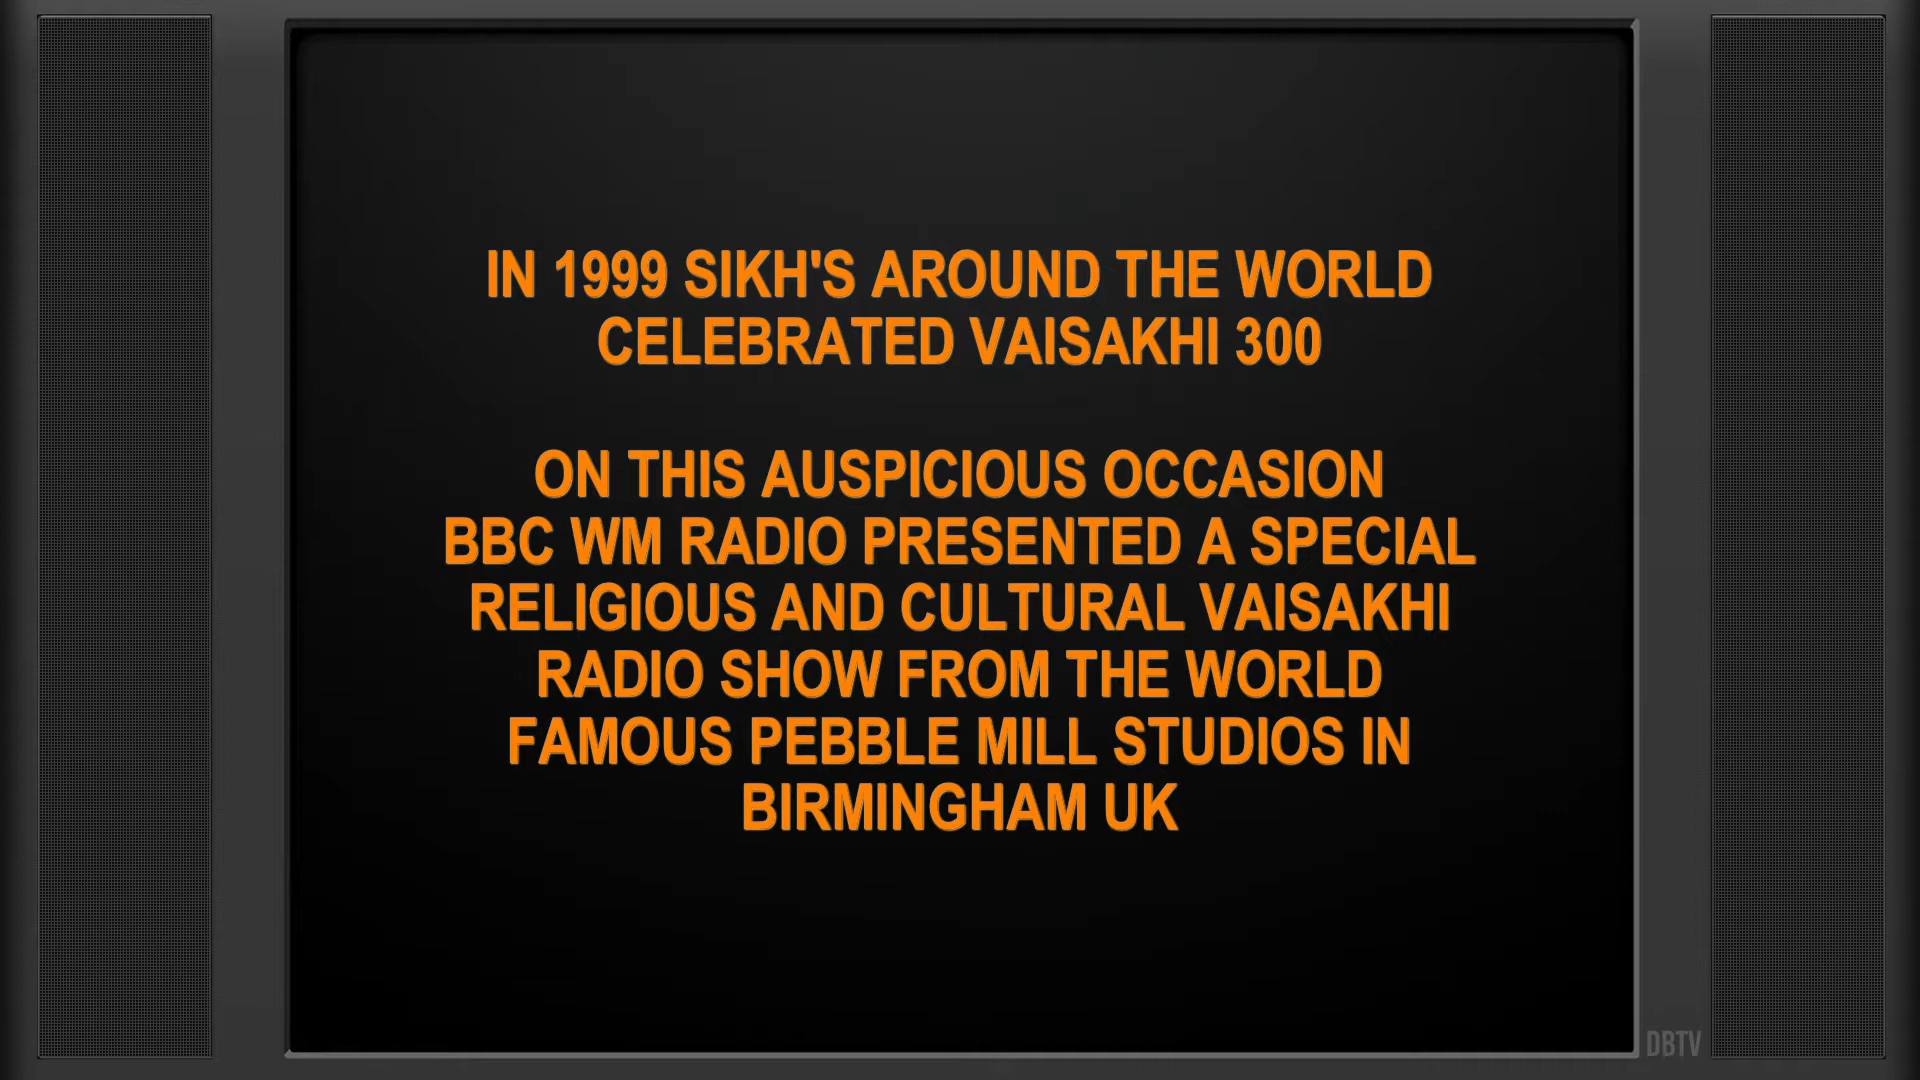 IN 1999 SIKH'S AROUND THE WORLD
CELEBRATED VAISAKHI 300
ON THIS AUSPICIOUS OCCASION
BBC WM RADIO PRESENTED A SPECIAL
RELIGIOUS AND CULTURAL VAISAKHI
RADIO SHOW FROM THE WORLD
FAMOUS PEBBLE MILL STUDIOS IN
BIRMINGHAM UK
DBTV